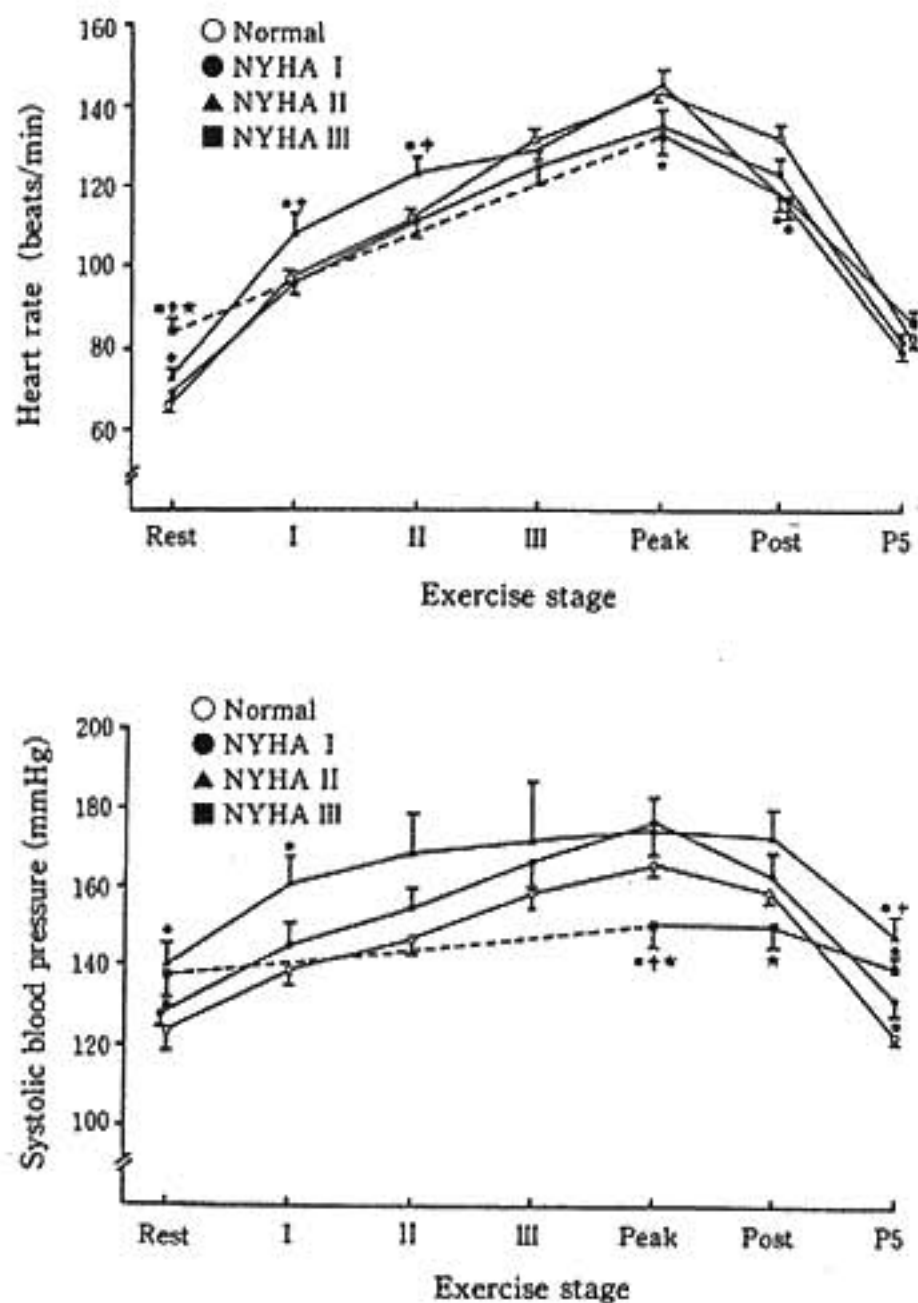 160
140
120
100
80
60
Heart rate (beats/min)
○ Normal
● NYHA I
▲ NYHA II
■ NYHA III
Rest I II III Peak Post P5
Exercise stage
200
180
160
140
120
100
Systolic blood pressure (mmHg)
○ Normal
● NYHA I
▲ NYHA II
■ NYHA III
Rest I II III Peak Post P5
Exercise stage